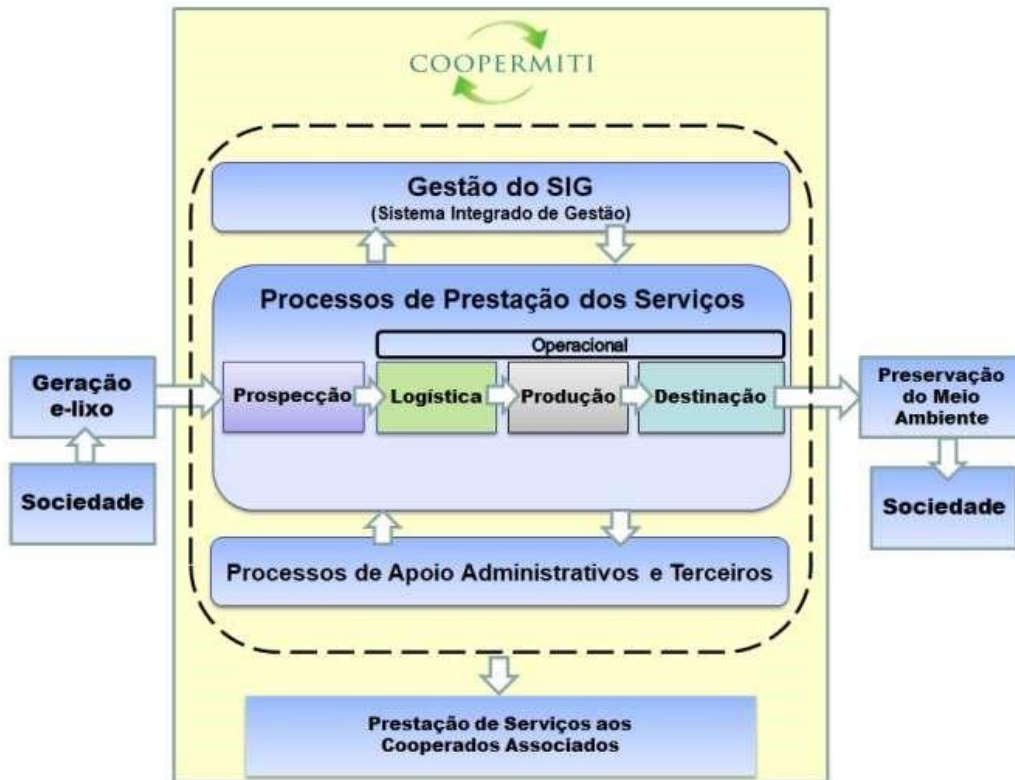 COOPERMITI
Gestão do SIG
(Sistema Integrado de Gestão)
Processos de Prestação dos Serviços
Operacional
Geração
e-lixo
Sociedade
Prospecção
Logística
Produção
Destinação
Preservação
do Meio
Ambiente
Sociedade
Processos de Apoio Administrativos e Terceiros
Prestação de Serviços aos
Cooperados Associados